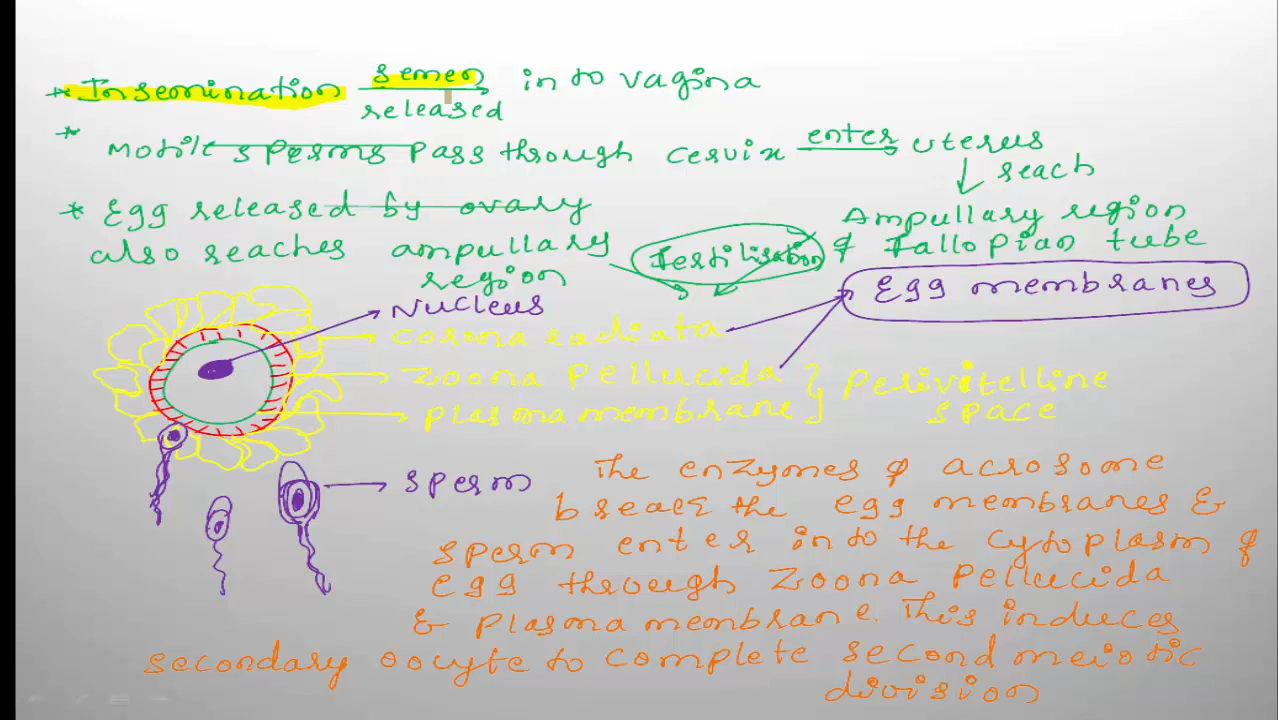 * Insemination semen released in to vagina
* Motile sperms pass through cervix enter uterus
reach
* Egg released by ovary
Ampullary region
also reaches ampullary region
Fertilisation
of Fallopian tube
Egg membranes
Nucleus
corona radiata
zoona pellucida } perivitelline
plasma membrane } space
sperm
The enzymes of acrosome
break the egg membranes &
sperm enter in to the cytoplasm of
egg through zoona pellucida
& plasma membrane. This induces
secondary oocyte to complete second meiotic
division